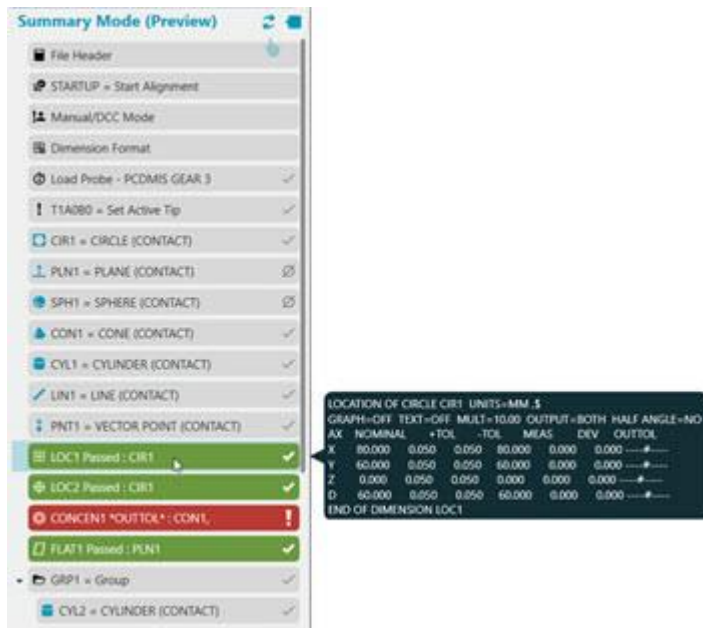 Summary Mode (Preview)
File Header
STARTUP = Start Alignment
Manual/DCC Mode
Dimension Format
Load Probe - PCDMIS GEAR 3
T1A0B0 = Set Active Tip
CIR1 = CIRCLE (CONTACT)
PLN1 = PLANE (CONTACT)
SPH1 = SPHERE (CONTACT)
CON1 = CONE (CONTACT)
CYL1 = CYLINDER (CONTACT)
LIN1 = LINE (CONTACT)
PNT1 = VECTOR POINT (CONTACT)
LOC1 Passed : CIR1
LOC2 Passed : CIR1
CONCEN1 *OUTTOL* : CON1,
FLAT1 Passed : PLN1
GRP1 = Group
CYL2 = CYLINDER (CONTACT)
LOCATION OF CIRCLE CIR1 UNITS=MM ,$
GRAPH=OFF TEXT=OFF MULT=10.00 OUTPUT=BOTH HALF ANGLE=NO
AX NOMINAL +TOL -TOL MEAS DEV OUTTOL
X 80.000 0.050 0.050 80.000 0.000 0.000 ----#----
Y 60.000 0.050 0.050 60.000 0.000 0.000 ----#----
Z 0.000 0.050 0.050 0.000 0.000 0.000 ----#----
D 60.000 0.050 0.050 60.000 0.000 0.000 ----#----
END OF DIMENSION LOC1